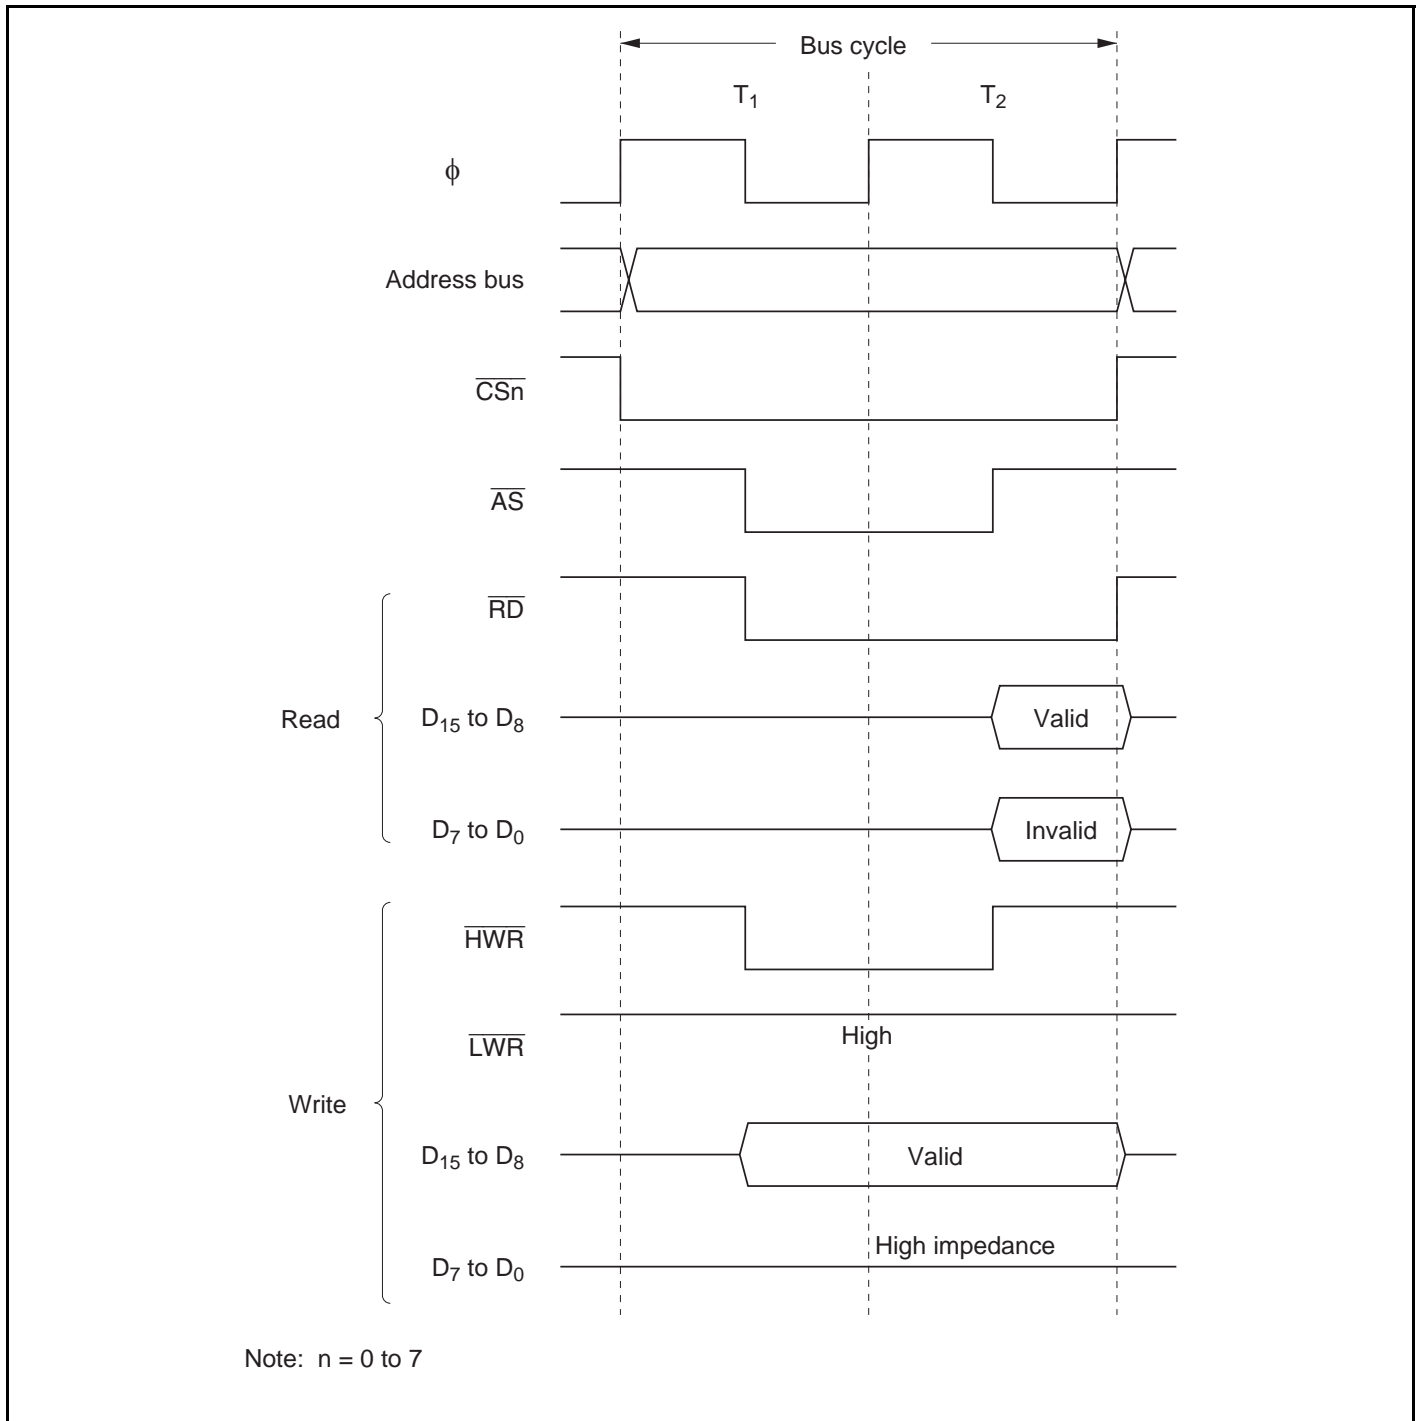 Bus cycle
T1 T2
ϕ
Address bus
CSn
AS
RD
Read
D15 to D8
Valid
D7 to D0
Invalid
HWR
LWR
High
Write
D15 to D8
Valid
D7 to D0
High impedance
Note: n = 0 to 7